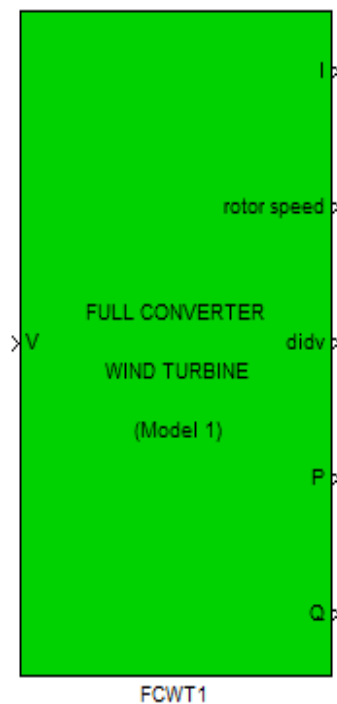 I
rotor speed
FULL CONVERTER
V
didv
WIND TURBINE
(Model 1)
P
Q
FCWT1